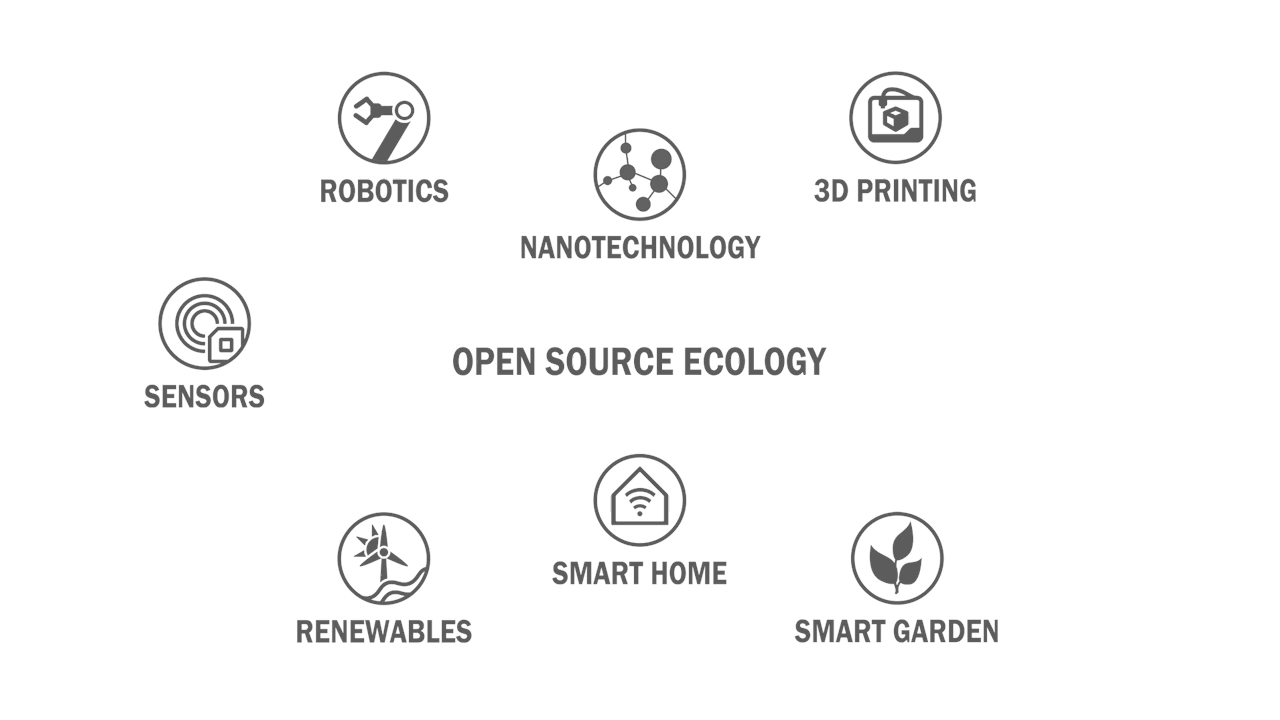 ROBOTICS
3D PRINTING
NANOTECHNOLOGY
SENSORS
OPEN SOURCE ECOLOGY
SMART HOME
RENEWABLES
SMART GARDEN